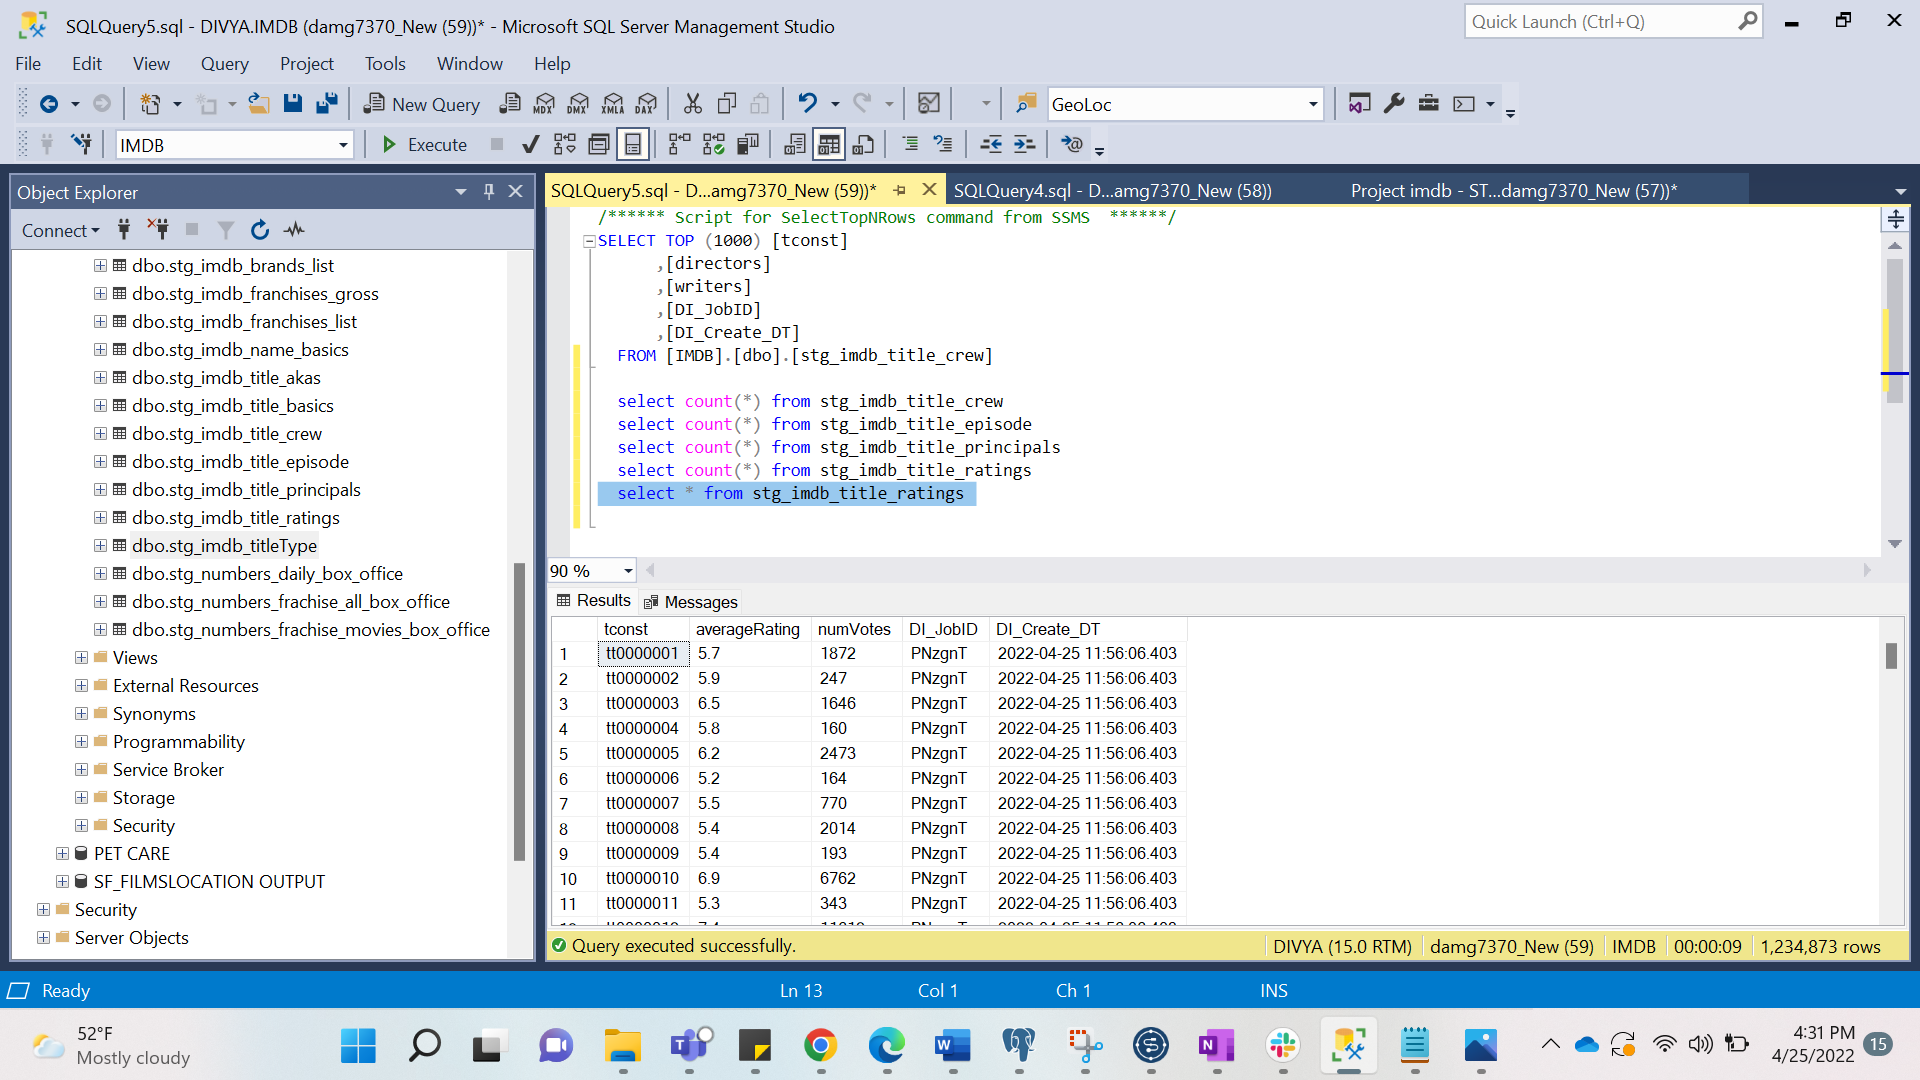 SQLQuery5.sql - DIVYA.IMDB (damg7370_New (59))* - Microsoft SQL Server Management Studio
Quick Launch (Ctrl+Q)
File Edit View Query Project Tools Window Help
New Query MDX DMX XMLA DAX GeoLoc
IMDB Execute
Object Explorer
Connect
dbo.stg_imdb_brands_list
dbo.stg_imdb_franchises_gross
dbo.stg_imdb_franchises_list
dbo.stg_imdb_name_basics
dbo.stg_imdb_title_akas
dbo.stg_imdb_title_basics
dbo.stg_imdb_title_crew
dbo.stg_imdb_title_episode
dbo.stg_imdb_title_principals
dbo.stg_imdb_title_ratings
dbo.stg_imdb_titleType
dbo.stg_numbers_daily_box_office
dbo.stg_numbers_frachise_all_box_office
dbo.stg_numbers_frachise_movies_box_office
Views
External Resources
Synonyms
Programmability
Service Broker
Storage
Security
PET CARE
SF_FILMSLOCATION OUTPUT
Security
Server Objects
SQLQuery5.sql - D...amg7370_New (59))* SQLQuery4.sql - D...amg7370_New (58)) Project imdb - ST...damg7370_New (57))*
/****** Script for SelectTopNRows command from SSMS ******/
SELECT TOP (1000) [tconst]
,[directors]
,[writers]
,[DI_JobID]
,[DI_Create_DT]
FROM [IMDB].[dbo].[stg_imdb_title_crew]
select count(*) from stg_imdb_title_crew
select count(*) from stg_imdb_title_episode
select count(*) from stg_imdb_title_principals
select count(*) from stg_imdb_title_ratings
select * from stg_imdb_title_ratings
90 %
Results Messages
tconst averageRating numVotes DI_JobID DI_Create_DT
1 tt0000001 5.7 1872 PNzgnT 2022-04-25 11:56:06.403
2 tt0000002 5.9 247 PNzgnT 2022-04-25 11:56:06.403
3 tt0000003 6.5 1646 PNzgnT 2022-04-25 11:56:06.403
4 tt0000004 5.8 160 PNzgnT 2022-04-25 11:56:06.403
5 tt0000005 6.2 2473 PNzgnT 2022-04-25 11:56:06.403
6 tt0000006 5.2 164 PNzgnT 2022-04-25 11:56:06.403
7 tt0000007 5.5 770 PNzgnT 2022-04-25 11:56:06.403
8 tt0000008 5.4 2014 PNzgnT 2022-04-25 11:56:06.403
9 tt0000009 5.4 193 PNzgnT 2022-04-25 11:56:06.403
10 tt0000010 6.9 6762 PNzgnT 2022-04-25 11:56:06.403
11 tt0000011 5.3 343 PNzgnT 2022-04-25 11:56:06.403
Query executed successfully. DIVYA (15.0 RTM) damg7370_New (59) IMDB 00:00:09 1,234,873 rows
Ready Ln 13 Col 1 Ch 1 INS
52°F
Mostly cloudy
4:31 PM
4/25/2022
15